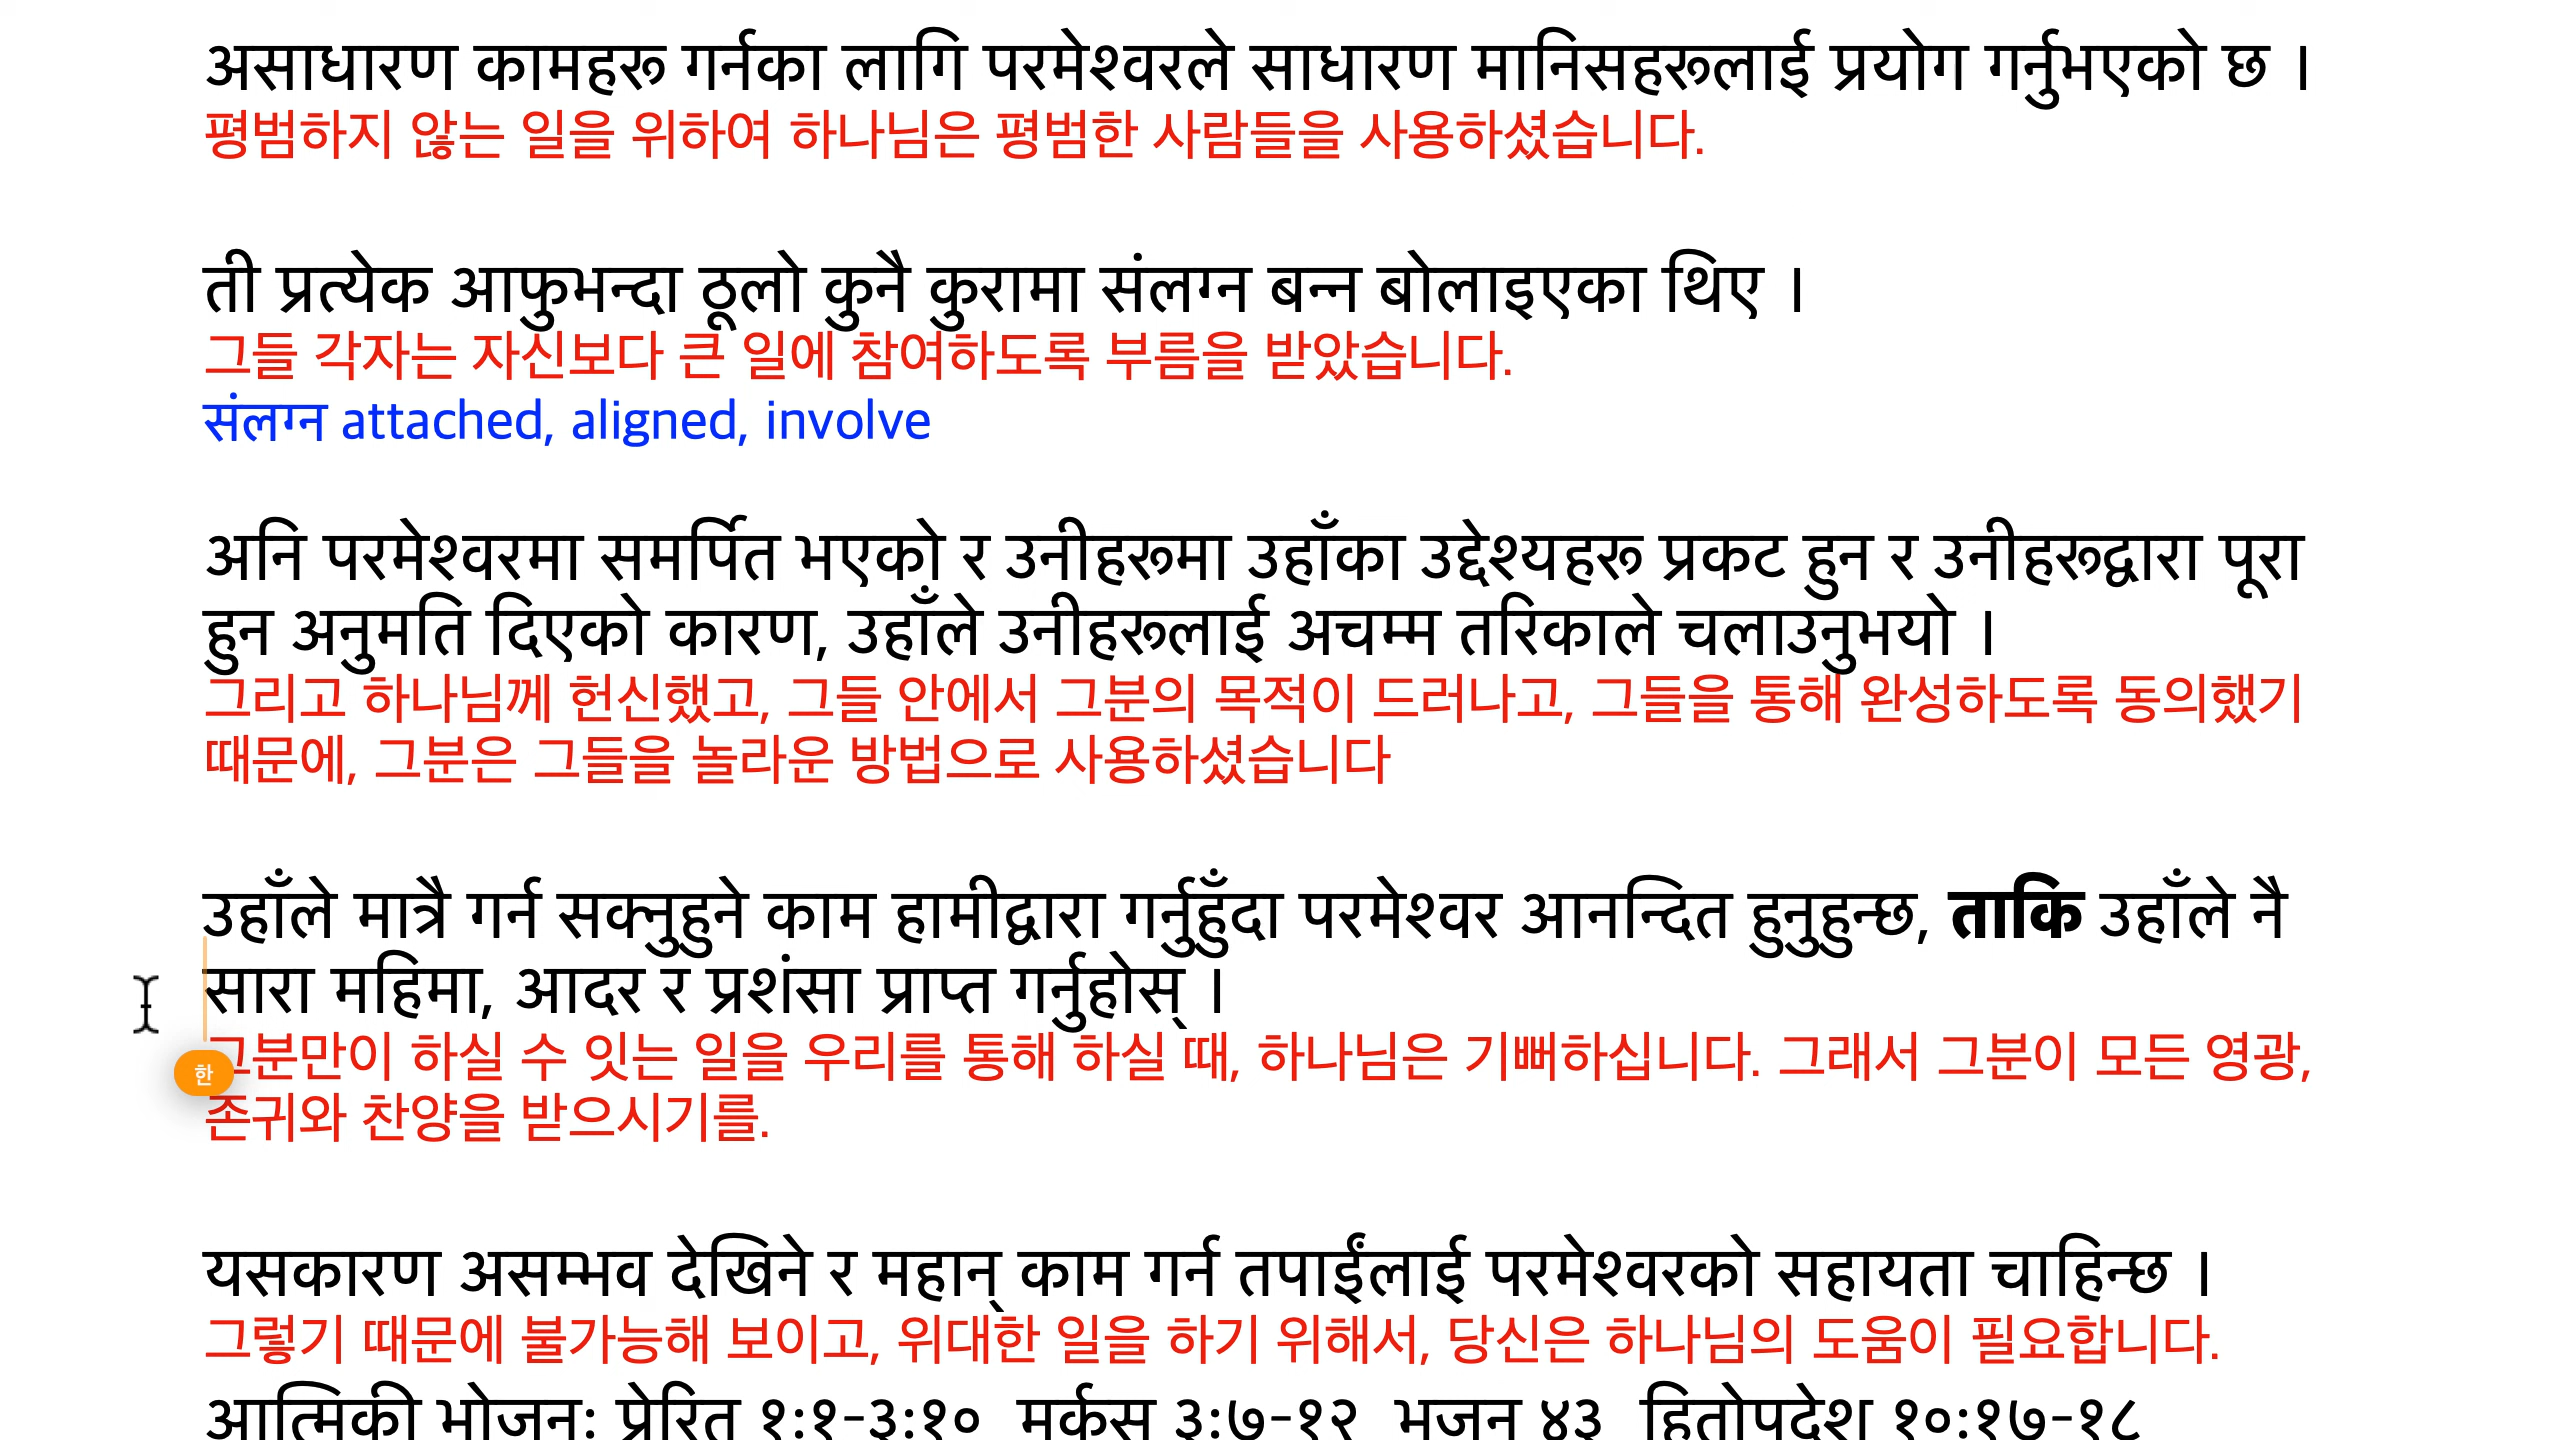 असाधारण कामहरू गर्नका लागि परमेश्वरले साधारण मानिसहरूलाई प्रयोग गर्नुभएको छ ।
평범하지 않는 일을 위하여 하나님은 평범한 사람들을 사용하셨습니다.
ती प्रत्येक आफुभन्दा ठूलो कुनै कुरामा संलग्न बन्न बोलाइएका थिए ।
그들 각자는 자신보다 큰 일에 참여하도록 부름을 받았습니다.
संलग्न attached, aligned, involve
अनि परमेश्वरमा समर्पित भएको र उनीहरूमा उहाँका उद्देश्यहरू प्रकट हुन र उनीहरूद्वारा पूरा
हुन अनुमति दिएको कारण, उहाँले उनीहरूलाई अचम्म तरिकाले चलाउनुभयो ।
그리고 하나님께 헌신했고, 그들 안에서 그분의 목적이 드러나고, 그들을 통해 완성하도록 동의했기
때문에, 그분은 그들을 놀라운 방법으로 사용하셨습니다
उहाँले मात्रै गर्न सक्नुहुने काम हामीद्वारा गर्नुहुँदा परमेश्वर आनन्दित हुनुहुन्छ, ताकि उहाँले नै
सारा महिमा, आदर र प्रशंसा प्राप्त गर्नुहोस् ।
그분만이 하실 수 잇는 일을 우리를 통해 하실 때, 하나님은 기뻐하십니다. 그래서 그분이 모든 영광,
한
존귀와 찬양을 받으시기를.
यसकारण असम्भव देखिने र महान् काम गर्न तपाईंलाई परमेश्वरको सहायता चाहिन्छ ।
그렇기 때문에 불가능해 보이고, 위대한 일을 하기 위해서, 당신은 하나님의 도움이 필요합니다.
आत्मिकी भोजनः प्रेरित १:१-३:१० मर्कस ३:७-१२ भजन ४३ हितोपदेश १०:१७-१८